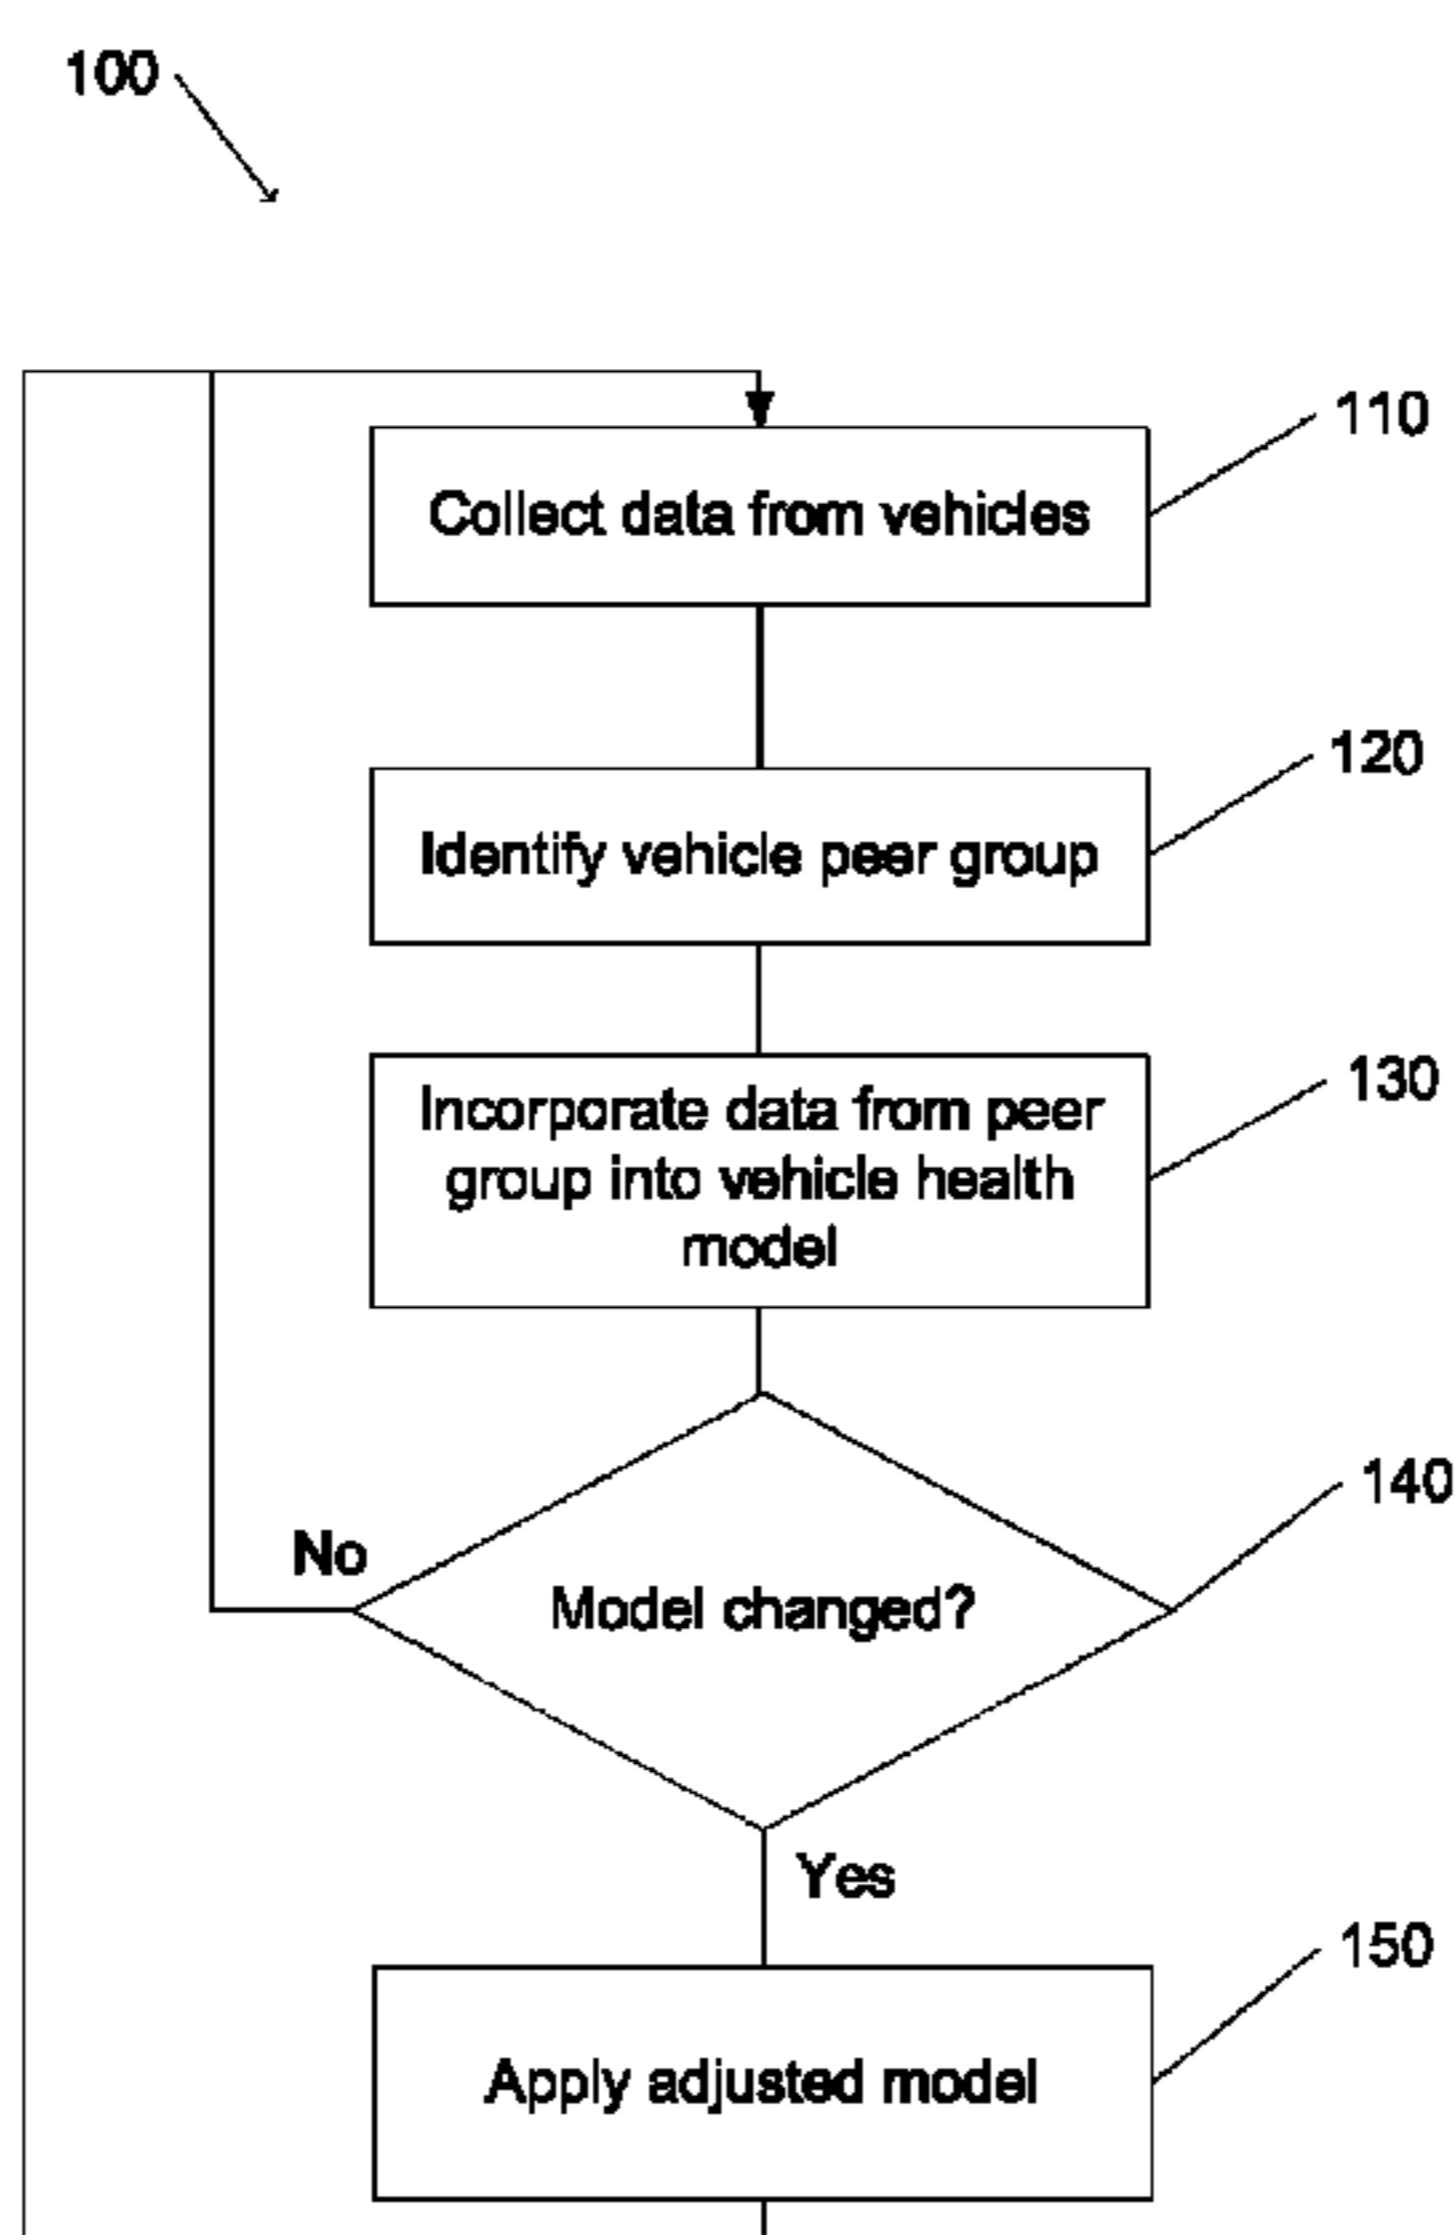 100
110
Collect data from vehicles
120
Identify vehicle peer group
130
Incorporate data from peer
group into vehicle health
model
140
No
Model changed?
Yes
150
Apply adjusted model